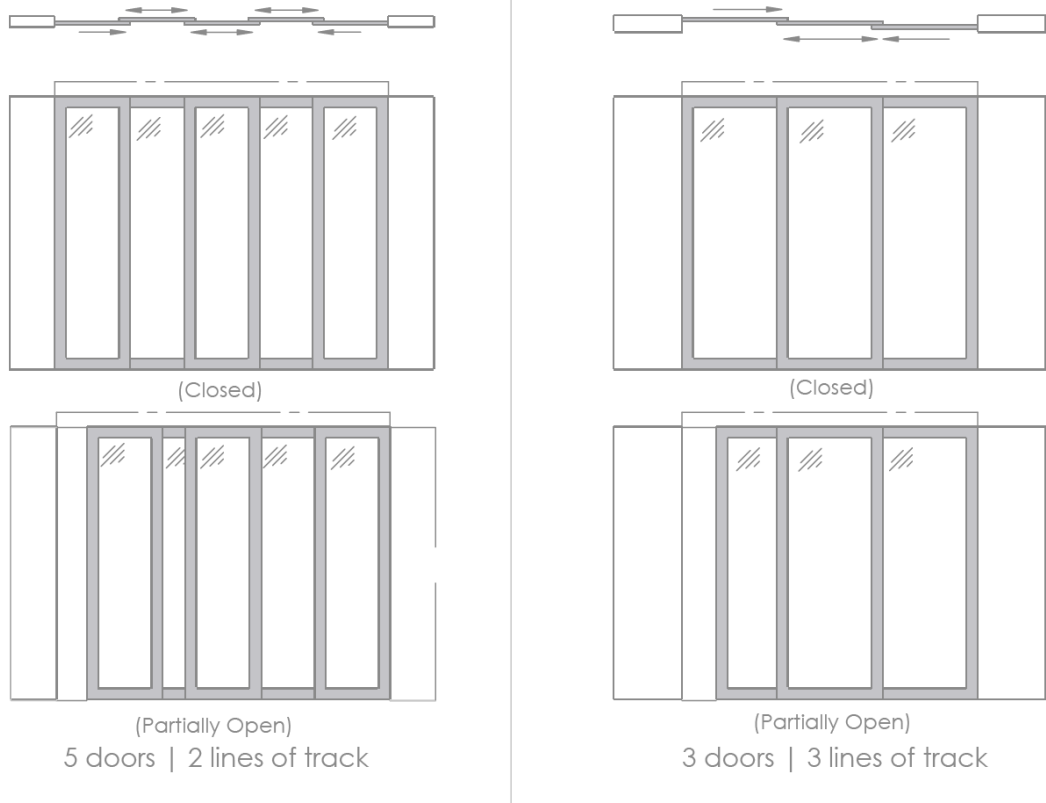 (Closed)
(Partially Open)
5 doors | 2 lines of track
(Closed)
(Partially Open)
3 doors | 3 lines of track